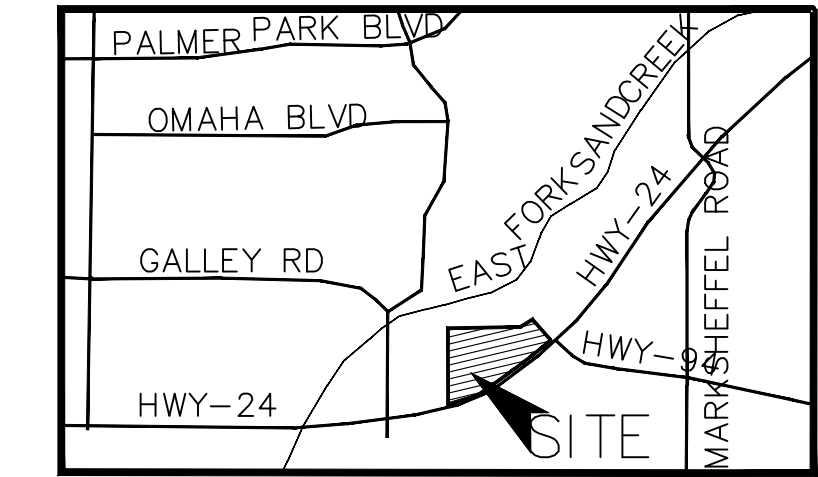 PALMER PARK BLVD
OMAHA BLVD
EAST FORK SAND CREEK
HWY-24
MARKSHEFFEL ROAD
GALLEY RD
HWY-94
HWY-24
SITE